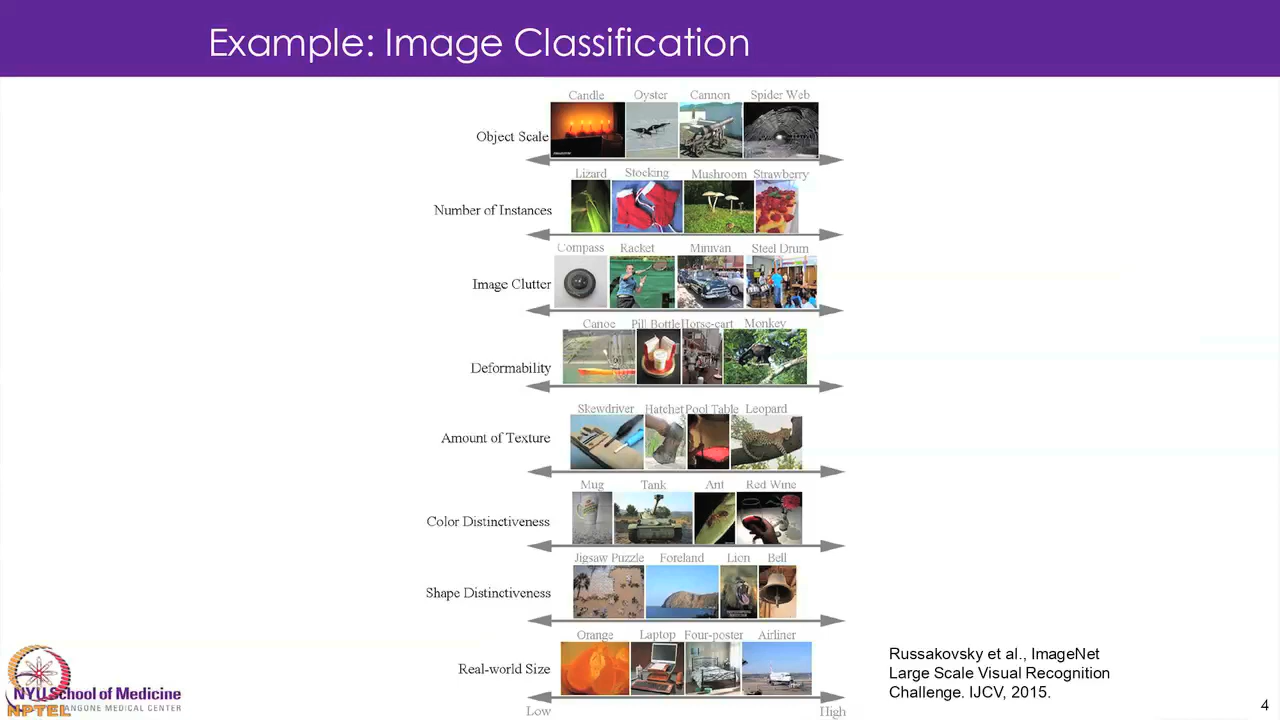 Example: Image Classification
Candle Oyster Cannon Spider Web
Object Scale
Lizard Stocking Mushroom Strawberry
Number of Instances
Compass Racket Minivan Steel Drum
Image Clutter
Canoe Pill Bottle Horse-cart Monkey
Deformability
Skewdriver Hatchet Pool Table Leopard
Amount of Texture
Mug Tank Ant Red Wine
Color Distinctiveness
Jigsaw Puzzle Foreland Lion Bell
Shape Distinctiveness
Orange Laptop Four-poster Airliner
Real-world Size
Low High
Russakovsky et al., ImageNet
Large Scale Visual Recognition
Challenge. IJCV, 2015.
NYU School of Medicine
LANGONE MEDICAL CENTER
NPTEL
4